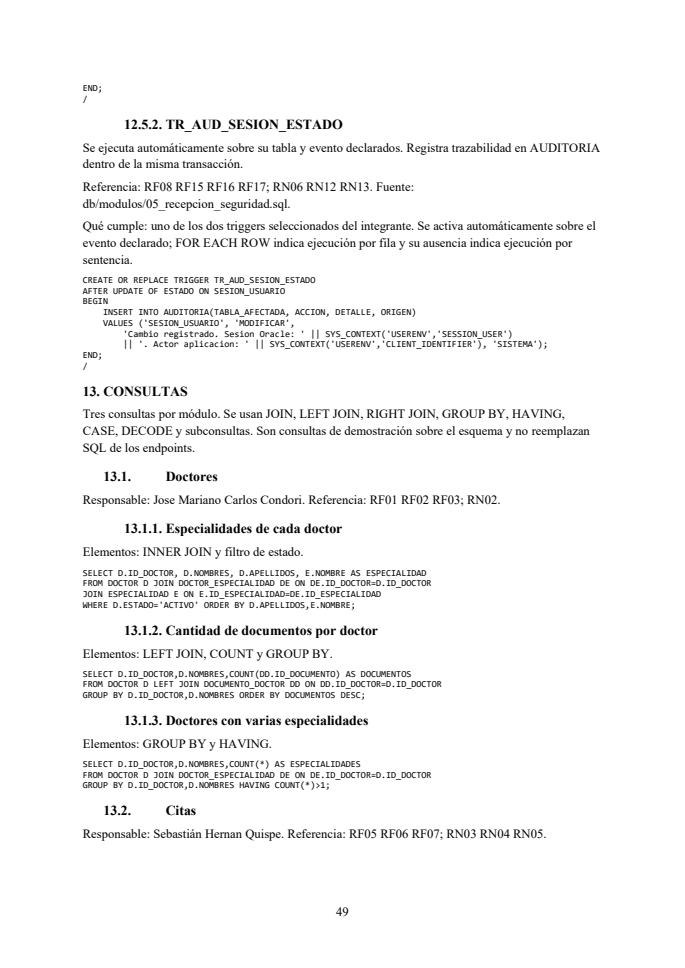 END;
/
12.5.2. TR_AUD_SESION_ESTADO
Se ejecuta automáticamente sobre su tabla y evento declarados. Registra trazabilidad en AUDITORIA
dentro de la misma transacción.
Referencia: RF08 RF15 RF16 RF17; RN06 RN12 RN13. Fuente:
db/modulos/05_recepcion_seguridad.sql.
Qué cumple: uno de los dos triggers seleccionados del integrante. Se activa automáticamente sobre el
evento declarado; FOR EACH ROW indica ejecución por fila y su ausencia indica ejecución por
sentencia.
CREATE OR REPLACE TRIGGER TR_AUD_SESION_ESTADO
AFTER UPDATE OF ESTADO ON SESION_USUARIO
BEGIN
    INSERT INTO AUDITORIA(TABLA_AFECTADA, ACCION, DETALLE, ORIGEN)
    VALUES ('SESION_USUARIO', 'MODIFICAR',
        'Cambio registrado. Sesion Oracle: ' || SYS_CONTEXT('USERENV','SESSION_USER')
        || '. Actor aplicacion: ' || SYS_CONTEXT('USERENV','CLIENT_IDENTIFIER'), 'SISTEMA');
END;
/
13. CONSULTAS
Tres consultas por módulo. Se usan JOIN, LEFT JOIN, RIGHT JOIN, GROUP BY, HAVING,
CASE, DECODE y subconsultas. Son consultas de demostración sobre el esquema y no reemplazan
SQL de los endpoints.
13.1. Doctores
Responsable: Jose Mariano Carlos Condori. Referencia: RF01 RF02 RF03; RN02.
13.1.1. Especialidades de cada doctor
Elementos: INNER JOIN y filtro de estado.
SELECT D.ID_DOCTOR, D.NOMBRES, D.APELLIDOS, E.NOMBRE AS ESPECIALIDAD
FROM DOCTOR D JOIN DOCTOR_ESPECIALIDAD DE ON DE.ID_DOCTOR=D.ID_DOCTOR
JOIN ESPECIALIDAD E ON E.ID_ESPECIALIDAD=DE.ID_ESPECIALIDAD
WHERE D.ESTADO='ACTIVO' ORDER BY D.APELLIDOS,E.NOMBRE;
13.1.2. Cantidad de documentos por doctor
Elementos: LEFT JOIN, COUNT y GROUP BY.
SELECT D.ID_DOCTOR,D.NOMBRES,COUNT(DD.ID_DOCUMENTO) AS DOCUMENTOS
FROM DOCTOR D LEFT JOIN DOCUMENTO_DOCTOR DD ON DD.ID_DOCTOR=D.ID_DOCTOR
GROUP BY D.ID_DOCTOR,D.NOMBRES ORDER BY DOCUMENTOS DESC;
13.1.3. Doctores con varias especialidades
Elementos: GROUP BY y HAVING.
SELECT D.ID_DOCTOR,D.NOMBRES,COUNT(*) AS ESPECIALIDADES
FROM DOCTOR D JOIN DOCTOR_ESPECIALIDAD DE ON DE.ID_DOCTOR=D.ID_DOCTOR
GROUP BY D.ID_DOCTOR,D.NOMBRES HAVING COUNT(*)>1;
13.2. Citas
Responsable: Sebastián Hernan Quispe. Referencia: RF05 RF06 RF07; RN03 RN04 RN05.
49